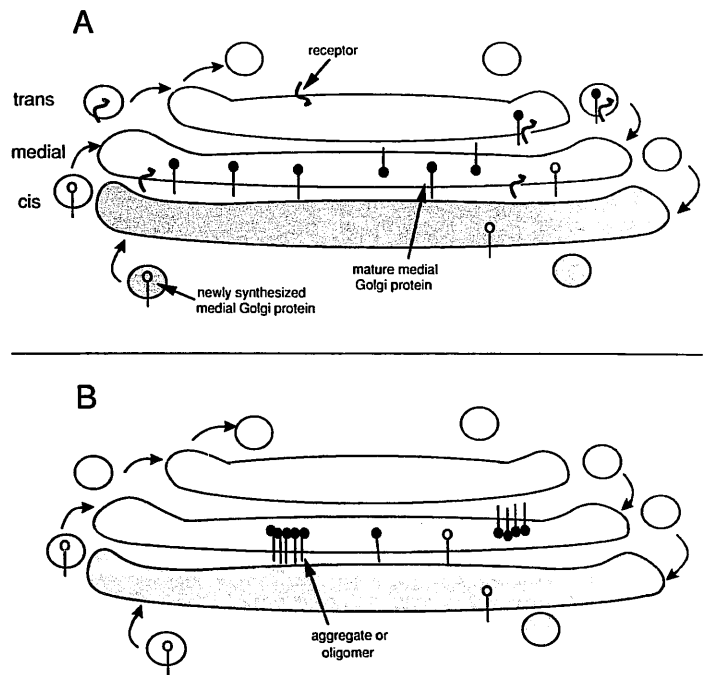 A
receptor
trans
medial
cis
mature medial
Golgi protein
newly synthesized
medial Golgi protein
B
aggregate or
oligomer